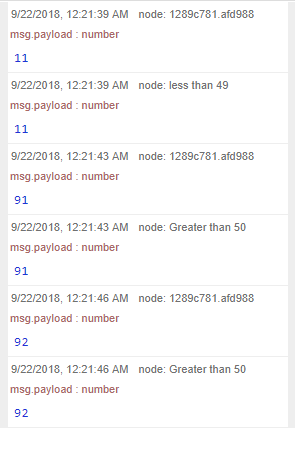 9/22/2018, 12:21:39 AM node: 1289c781.afd988
msg.payload : number
11
9/22/2018, 12:21:39 AM node: less than 49
msg.payload : number
11
9/22/2018, 12:21:43 AM node: 1289c781.afd988
msg.payload : number
91
9/22/2018, 12:21:43 AM node: Greater than 50
msg.payload : number
91
9/22/2018, 12:21:46 AM node: 1289c781.afd988
msg.payload : number
92
9/22/2018, 12:21:46 AM node: Greater than 50
msg.payload : number
92